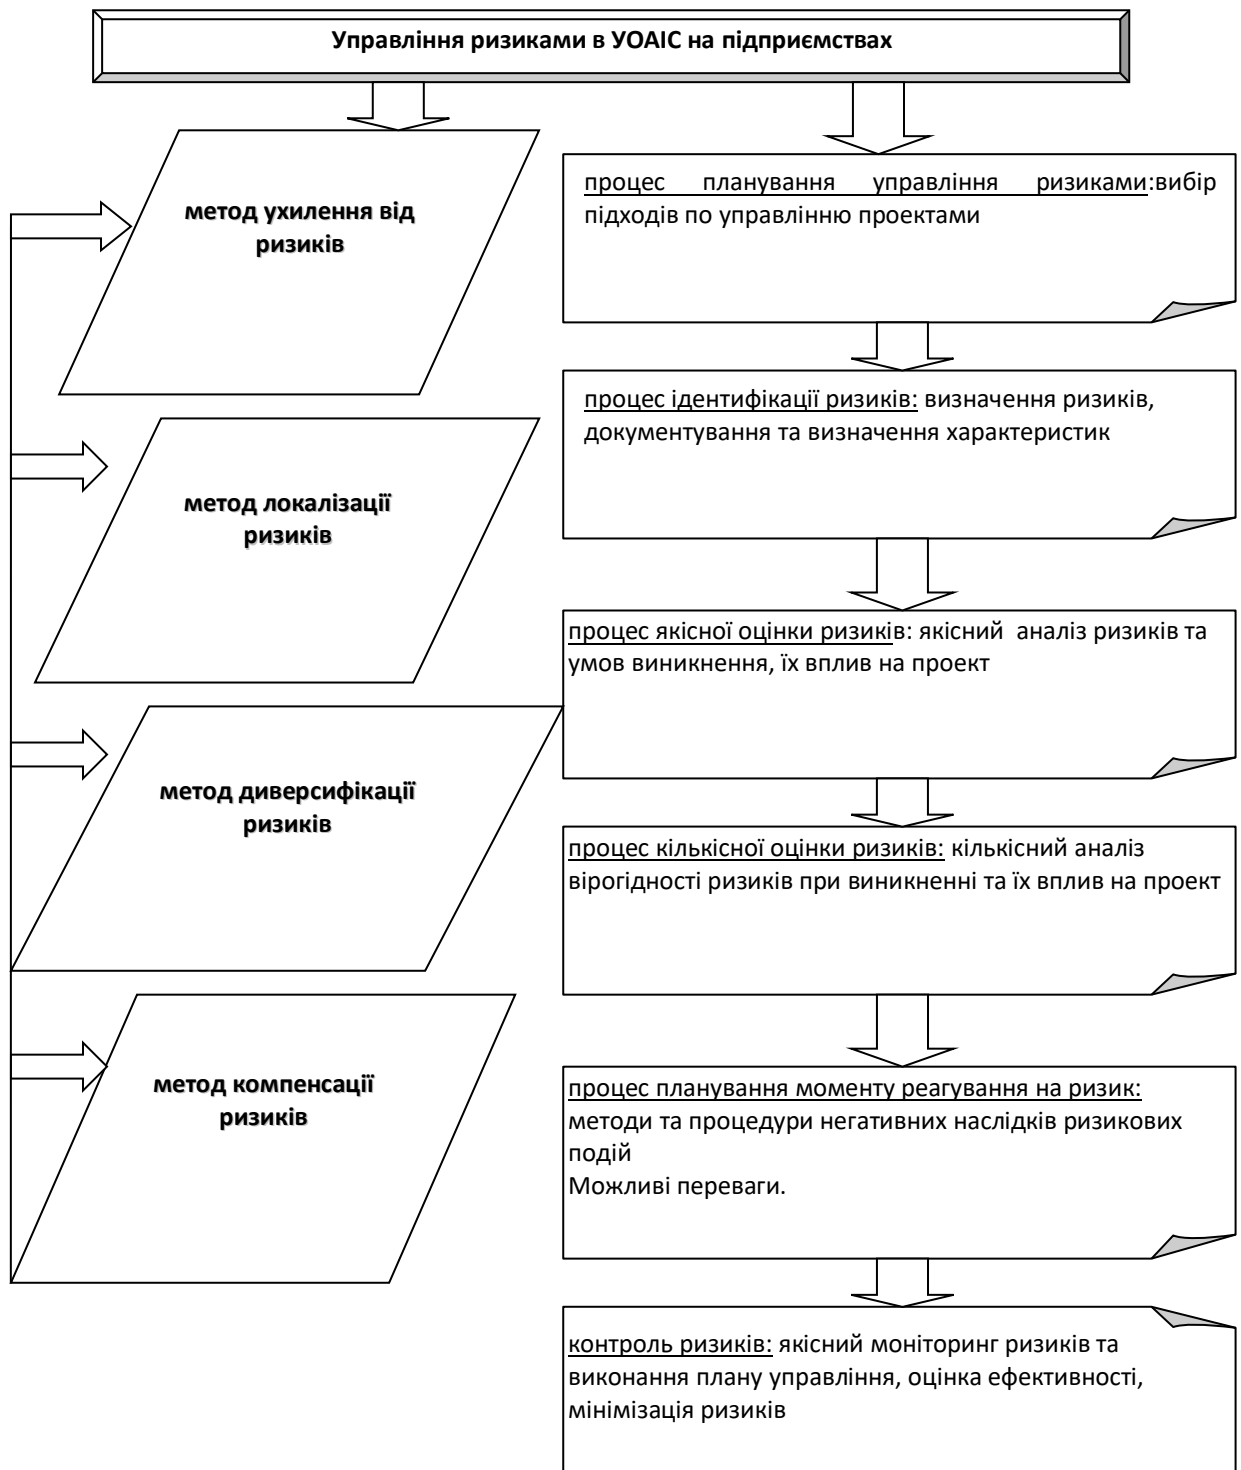 Управління ризиками в УОАІС на підприємствах
метод ухилення від
ризиків
метод локалізації
ризиків
метод диверсифікації
ризиків
метод компенсації
ризиків
процес планування управління ризиками:вибір
підходів по управлінню проектами
процес ідентифікації ризиків: визначення ризиків,
документування та визначення характеристик
процес якісної оцінки ризиків: якісний аналіз ризиків та
умов виникнення, їх вплив на проект
процес кількісної оцінки ризиків: кількісний аналіз
вірогідності ризиків при виникненні та їх вплив на проект
процес планування моменту реагування на ризик:
методи та процедури негативних наслідків ризикових
подій
Можливі переваги.
контроль ризиків: якісний моніторинг ризиків та
виконання плану управління, оцінка ефективності,
мінімізація ризиків